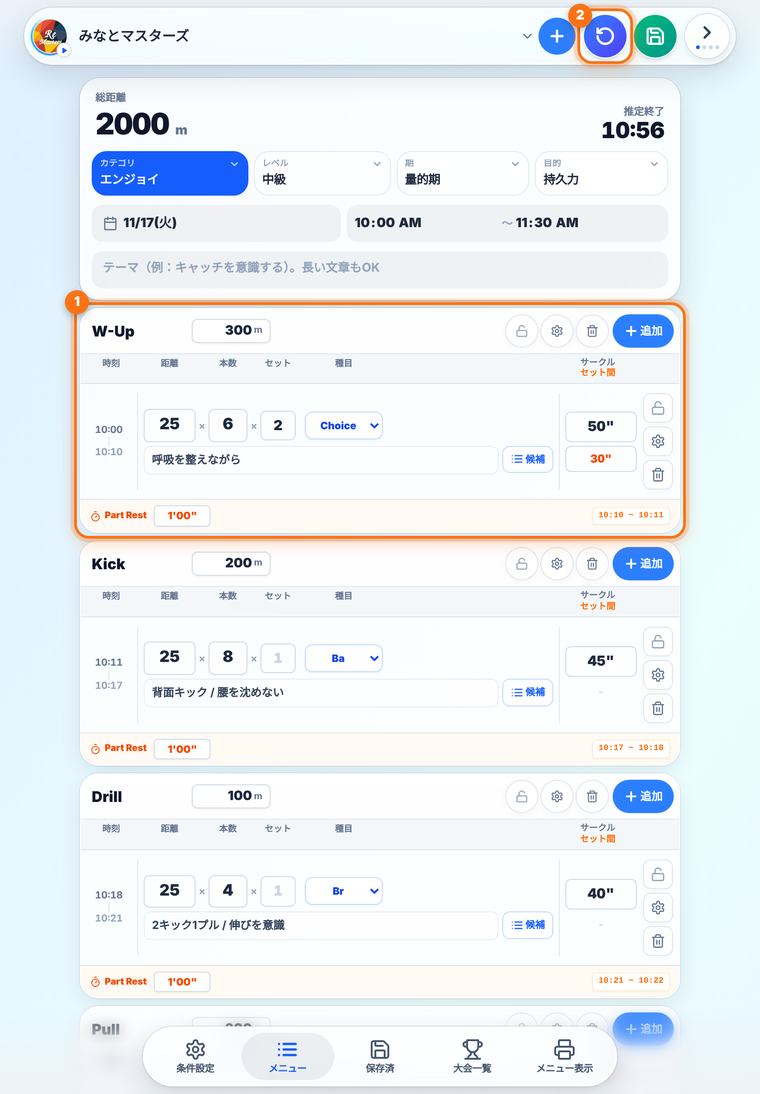 みなとマスターズ
2
総距離
2000 m
推定終了
10:56
カテゴリ
エンジョイ
レベル
中級
期
量的期
目的
持久力
11/17(火)
10:00 AM 〜11:30 AM
テーマ（例：キャッチを意識する）。長い文章もOK
1
W-Up 300 m +追加
時刻 距離 本数 セット 種目 サークル
セット間
10:00
10:10
25 × 6 × 2 Choice 50"
呼吸を整えながら 候補 30"
Part Rest 1'00" 10:10 ~ 10:11
Kick 200 m +追加
時刻 距離 本数 セット 種目 サークル
セット間
10:11
10:17
25 × 8 × 1 Ba 45"
背面キック / 腰を沈めない 候補 -
Part Rest 1'00" 10:17 ~ 10:18
Drill 100 m +追加
時刻 距離 本数 セット 種目 サークル
セット間
10:18
10:21
25 × 4 × 1 Br 40"
2キック1プル / 伸びを意識 候補 -
Part Rest 1'00" 10:21 ~ 10:22
Pull +追加
条件設定 メニュー 保存済 大会一覧 メニュー表示